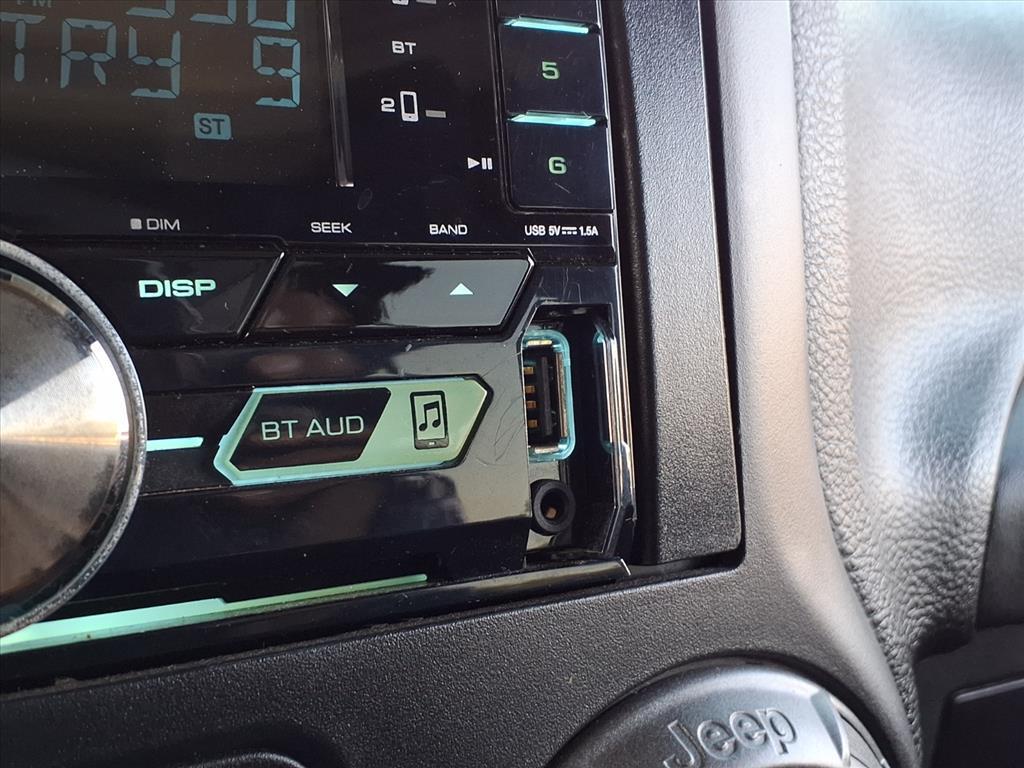 TRY 9
ST
BT
2
5
6
DIM
SEEK
BAND
USB 5V 1.5A
DISP
BT AUD
Jeep